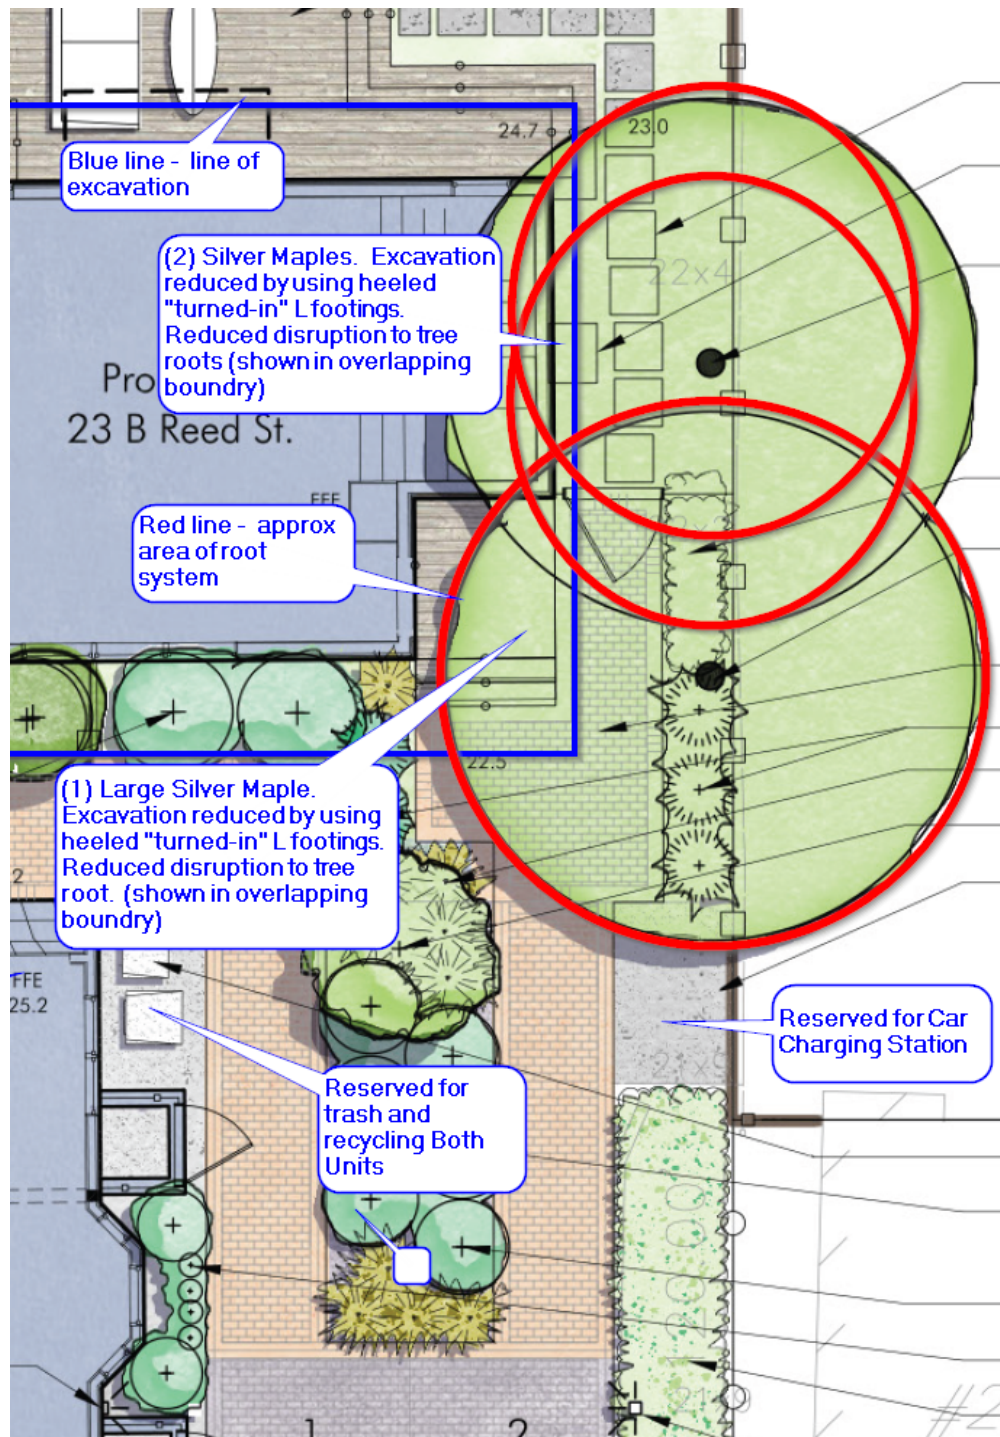 24.7
23.0
Blue line - line of
excavation
(2) Silver Maples. Excavation
reduced by using heeled
"turned-in" L footings.
Reduced disruption to tree
roots (shown in overlapping
boundry)
22x4
Pro
23 B Reed St.
FFE
Red line - approx
area of root
system
22.5
(1) Large Silver Maple.
Excavation reduced by using
heeled "turned-in" L footings.
Reduced disruption to tree
root. (shown in overlapping
boundry)
2
FFE
25.2
Reserved for Car
Charging Station
Reserved for
trash and
recycling Both
Units
1
2
#2